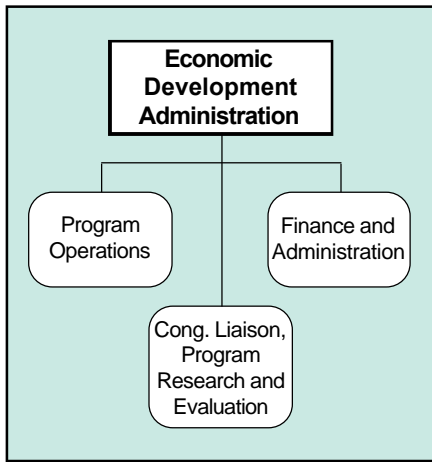 Economic
Development
Administration
Program
Operations
Finance and
Administration
Cong. Liaison,
Program
Research and
Evaluation